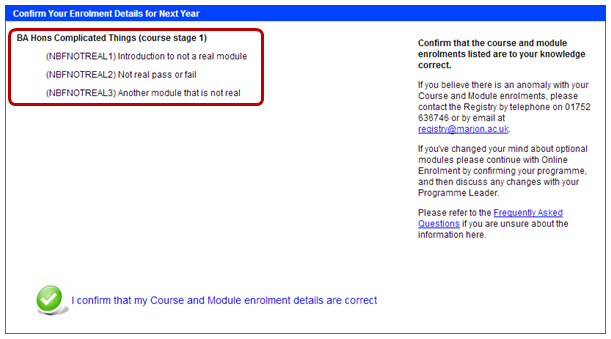 Confirm Your Enrolment Details for Next Year
BA Hons Complicated Things (course stage 1)
(NBFNOTREAL1) Introduction to not a real module
(NBFNOTREAL2) Not real pass or fail
(NBFNOTREAL3) Another module that is not real
Confirm that the course and module
enrolments listed are to your knowledge
correct.
If you believe there is an anomaly with your
Course and Module enrolments, please
contact the Registry by telephone on 01752
636746 or by email at
registry@marjon.ac.uk.
If you've changed your mind about optional
modules please continue with Online
Enrolment by confirming your programme,
and then discuss any changes with your
Programme Leader.
Please refer to the Frequently Asked
Questions if you are unsure about the
information here.
I confirm that my Course and Module enrolment details are correct